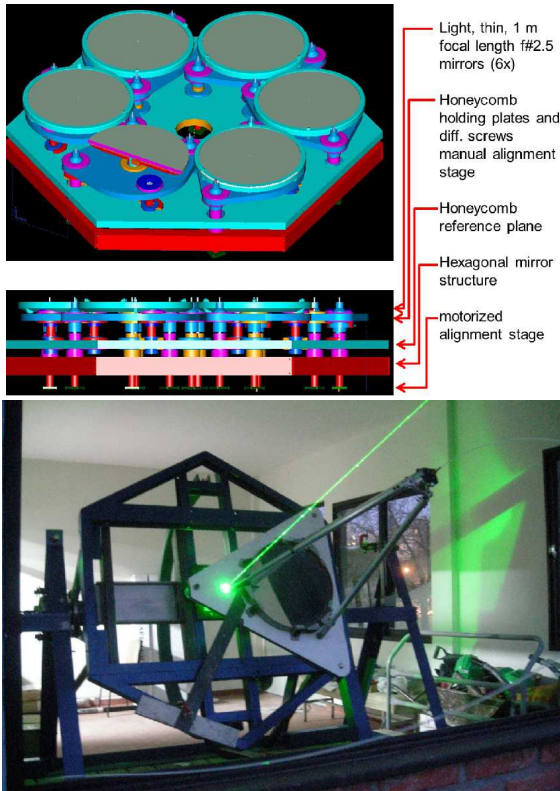 Light, thin, 1 m
focal length f#2.5
mirrors (6x)
Honeycomb
holding plates and
diff. screws
manual alignment
stage
Honeycomb
reference plane
Hexagonal mirror
structure
motorized
alignment stage